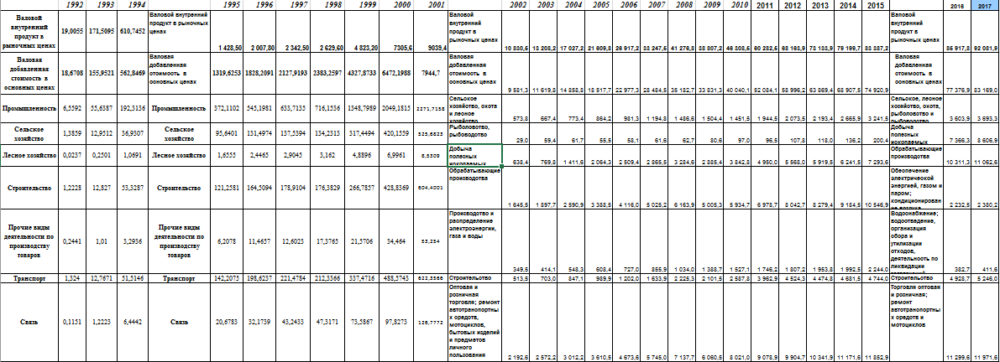 1992 1993 1994 1995 1996 1997 1998 1999 2000 2001 2002 2003 2004 2005 2006 2007 2008 2009 2010 2011 2012 2013 2014 2015 2016 2017
Валовой
внутренний
продукт в
рыночных ценах
19,0055 171,5095 610,7452
Валовой внутренний
продукт в рыночных
ценах
1 428,50 2 007,80 2 342,50 2 629,60 4 823,20 7305,6 9039,4
Валовой
внутренний
продукт в
рыночных ценах
10 830,5 13 208,2 17 027,2 21 609,8 26 917,2 33 247,5 41 276,8 38 807,2 46 308,5 60 282,5 68 163,9 78 183,9 79 199,7 83 387,2
Валовой
внутренний
продукт в
рыночных ценах
85 917,8 92 081,9
Валовая
добавленная
стоимость в
основных ценах
18,6708 155,9521 562,8469
Валовая
добавленная
стоимость в
основных ценах
1319,6253 1828,2091 2127,9193 2383,2597 4327,8733 6472,1988 7944,7
Валовая
добавленная
стоимость в
основных ценах
9 581,3 11 619,8 14 858,8 18 517,7 22 977,3 28 484,5 35 182,7 33 831,3 40 040,1 52 084,1 58 996,2 63 869,4 68 907,5 74 920,9
Валовая
добавленная
стоимость в
основных ценах
77 376,9 83 169,0
Промышленность 6,5592 55,6387 192,3136
Промышленность 372,1102 545,1981 633,7135 716,1536 1348,7989 2049,1815 2271,7158
Сельское
хозяйство, охота
и лесное
хозяйство
573,8 667,4 773,4 864,2 981,3 1 194,8 1 486,6 1 504,4 1 451,5 1 944,5 2 073,5 2 193,4 2 665,9 3 241,5
Сельское, лесное
хозяйство, охота,
рыболовство и
рыбоводство
3 603,9 3 693,3
Сельское
хозяйство
1,3859 12,9512 36,9307
Сельское
хозяйство
95,6401 131,4974 137,5394 134,2313 317,4494 420,1559 525,6825
Рыболовство,
рыбоводство
29,0 59,4 61,7 55,5 58,1 61,6 62,7 80,6 97,0 96,5 107,8 118,0 136,2 200,4
Добыча
полезных
ископаемых
7 366,3 8 606,9
Лесное хозяйство 0,0237 0,2501 1,0691
Лесное хозяйство 1,6555 2,4465 2,9045 3,162 4,8896 6,9961 8,5309
Добыча
полезных
ископаемых
638,4 769,8 1 411,6 2 064,3 2 509,4 2 865,5 3 284,6 2 885,4 3 842,8 4 950,0 5 568,0 5 919,5 6 241,5 7 293,6
Обрабатывающие
производства
10 311,3 11 062,6
Строительство 1,2228 12,827 53,3287
Строительство 121,2581 164,5094 178,9104 176,3829 266,7857 428,8369 604,4001
Обрабатывающие
производства
1 645,5 1 897,7 2 590,9 3 388,5 4 116,0 5 025,2 6 163,9 5 005,3 5 934,7 6 978,7 8 042,7 8 279,4 9 184,5 10 546,9
Обеспечение
электрической
энергией, газом и
паром;
кондиционирован
2 232,5 2 380,2
Прочие виды
деятельности по
производству
товаров
0,2441 1,01 3,2936
Прочие виды
деятельности по
производству
товаров
6,2078 11,4657 12,6023 17,3765 21,5706 34,464 53,254
Производство и
распределение
электроэнергии,
газа и воды
349,5 414,1 548,3 608,4 727,0 855,9 1 034,0 1 388,7 1 527,1 1 746,2 1 807,2 1 953,8 1 992,5 2 244,0
Водоснабжение;
водоотведение,
организация
сбора и
утилизации
отходов,
деятельность по
ликвидации
382,7 411,6
Транспорт 1,324 12,7671 51,5146
Транспорт 142,2075 198,6237 221,4784 212,3366 337,4716 488,5743 622,3566
Строительство 513,5 703,0 847,1 989,9 1 202,0 1 633,9 2 225,3 2 101,5 2 587,8 3 962,9 4 524,3 4 474,8 4 681,5 4 744,0
Строительство 4 928,7 5 246,0
Связь 0,1151 1,2223 6,4442
Связь 20,6783 32,1739 43,2433 47,3171 73,5867 97,8273 126,7772
Оптовая и
розничная
торговля; ремонт
автотранспортны
х средств,
мотоциклов,
бытовых изделий
и предметов
личного
пользования
2 192,6 2 572,2 3 012,2 3 610,5 4 673,6 5 745,0 7 137,7 6 060,5 8 021,0 9 078,9 9 904,7 10 341,9 11 171,6 11 852,9
Торговля оптовая
и розничная;
ремонт
автотранспортны
х средств и
мотоциклов
11 299,6 11 971,6